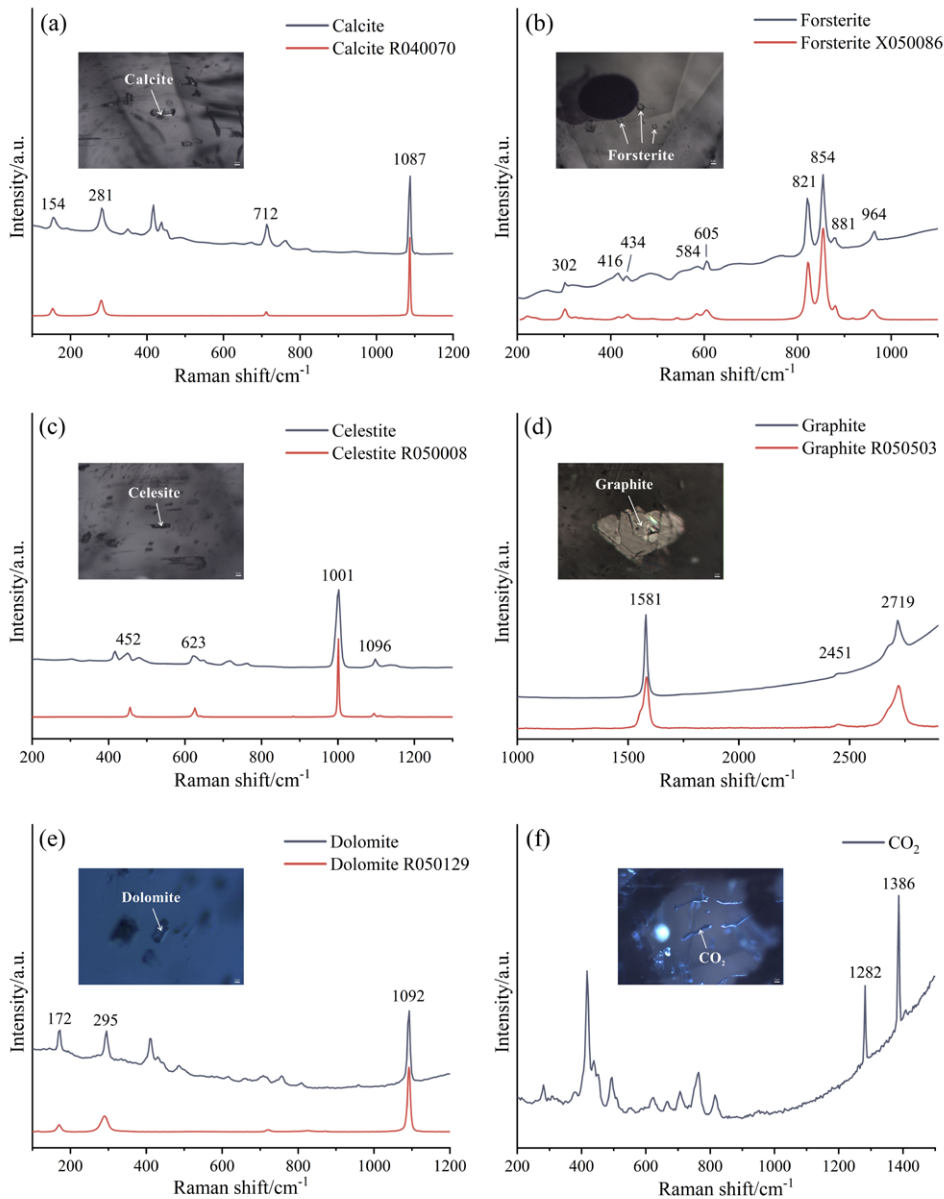 (a)
Calcite
Calcite R040070
Calcite
154
281
712
1087
Intensity/a.u.
200 400 600 800 1000 1200
Raman shift/cm-1
(b)
Forsterite
Forsterite X050086
Forsterite
302
416
434
584
605
821
854
881
964
Intensity/a.u.
200 400 600 800 1000
Raman shift/cm-1
(c)
Celestite
Celestite R050008
Celesite
452
623
1001
1096
Intensity/a.u.
200 400 600 800 1000 1200
Raman shift/cm-1
(d)
Graphite
Graphite R050503
Graphite
1581
2451
2719
Intensity/a.u.
1000 1500 2000 2500
Raman shift/cm-1
(e)
Dolomite
Dolomite R050129
Dolomite
172
295
1092
Intensity/a.u.
200 400 600 800 1000 1200
Raman shift/cm-1
(f)
CO2
CO2
1282
1386
Intensity/a.u.
200 400 600 800 1000 1200 1400
Raman shift/cm-1